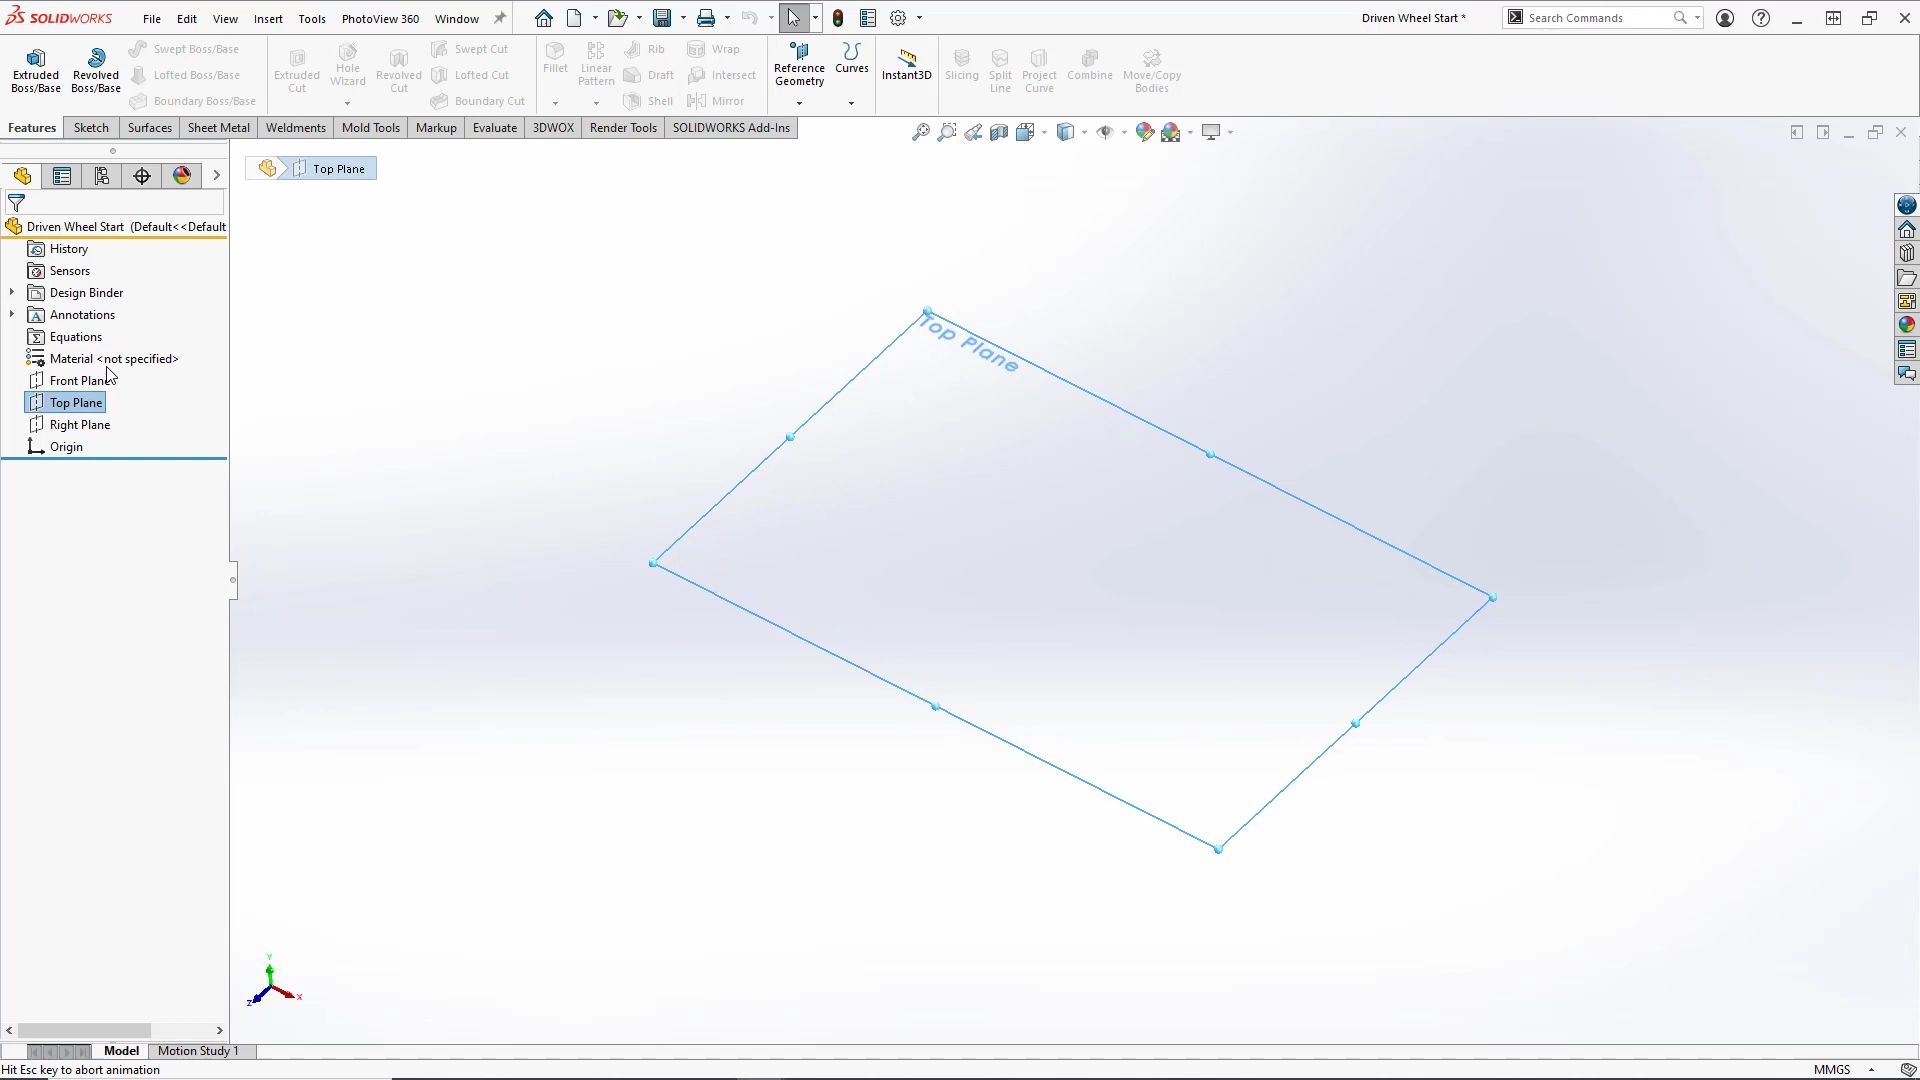 SOLIDWORKS File Edit View Insert Tools PhotoView 360 Window Driven Wheel Start * Search Commands
Extruded Boss/Base
Revolved Boss/Base
Swept Boss/Base
Lofted Boss/Base
Boundary Boss/Base
Extruded Cut
Hole Wizard
Revolved Cut
Swept Cut
Lofted Cut
Boundary Cut
Fillet
Linear Pattern
Rib
Draft
Shell
Wrap
Intersect
Mirror
Reference Geometry
Curves
Instant3D
Slicing
Split Line
Project Curve
Combine
Move/Copy Bodies
Features Sketch Surfaces Sheet Metal Weldments Mold Tools Markup Evaluate 3DWOX Render Tools SOLIDWORKS Add-Ins
Top Plane
Driven Wheel Start (Default<<Default
History
Sensors
Design Binder
Annotations
Equations
Material <not specified>
Front Plane
Top Plane
Right Plane
Origin
Top Plane
Y
Z
X
Model Motion Study 1
Hit Esc key to abort animation MMGS